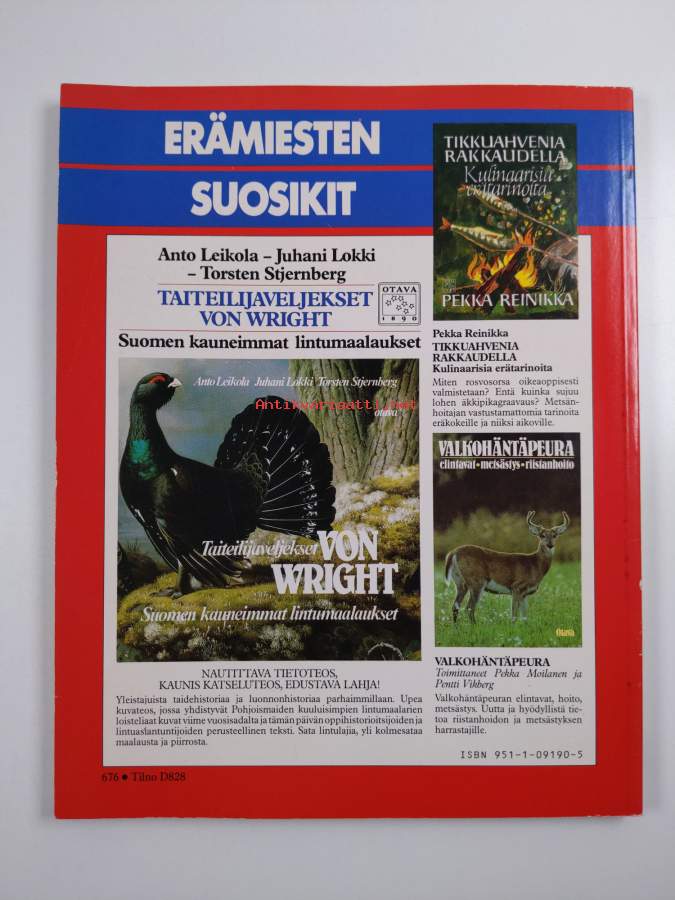 ERÄMIESTEN
SUOSIKIT
Anto Leikola – Juhani Lokki
– Torsten Stjernberg
TAITEILIJAVELJEKSET
VON WRIGHT
OTAVA
1890
Suomen kauneimmat lintumaalaukset
Anto Leikola Juhani Lokki Torsten Stjernberg
Antikvariaatti.net
otava
Taiteilijaveljekset VON
WRIGHT
Suomen kauneimmat lintumaalaukset
NAUTITTAVA TIETOTEOS,
KAUNIS KATSELUTEOS, EDUSTAVA LAHJA!
Yleistajuista taidehistoriaa ja luonnonhistoriaa parhaimmillaan. Upea
kuvateos, jossa yhdistyvät Pohjoismaiden kuuluisimpien lintumaalarien
loisteliaat kuvat viime vuosisadalta ja tämän päivän oppihistorioitsijoiden ja
lintuaslantuntijoiden perusteellinen teksti. Sata lintulajia, yli kolmesataa
maalausta ja piirrosta.
TIKKUAHVENIA
RAKKAUDELLA
Kulinaarisia
erätarinoita
PEKKA REINIKKA
Pekka Reinikka
TIKKUAHVENIA
RAKKAUDELLA
Kulinaarisia erätarinoita
Miten rosvosorsa oikeaoppisesti
valmistetaan? Entä kuinka sujuu
lohen äkkipikagraavaus? Metsän-
hoitajan vastustamattomia tarinoita
eräkokeille ja niiksi aikoville.
VALKOHÄNTÄPEURA
elintavat • metsästys • riistanhoito
Otava
VALKOHÄNTÄPEURA
Toimittaneet Pekka Moilanen ja
Pentti Vikberg
Valkohäntäpeuran elintavat, hoito,
metsästys. Uutta ja hyödyllistä tie-
toa riistanhoidon ja metsästyksen
harrastajille.
ISBN 951-1-09190-5
676 ● Tilno D828